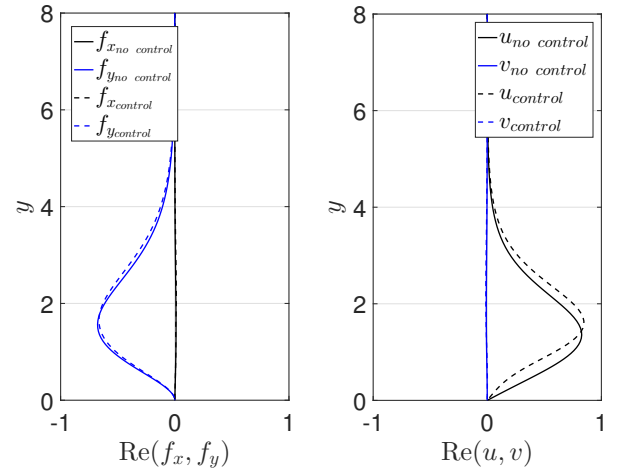 8
6
4
2
0
y
-1 0 1
Re(f_x, f_y)
f_{x_{no control}}
f_{y_{no control}}
f_{x_{control}}
f_{y_{control}}
8
6
4
2
0
y
-1 0 1
Re(u, v)
u_{no control}
v_{no control}
u_{control}
v_{control}